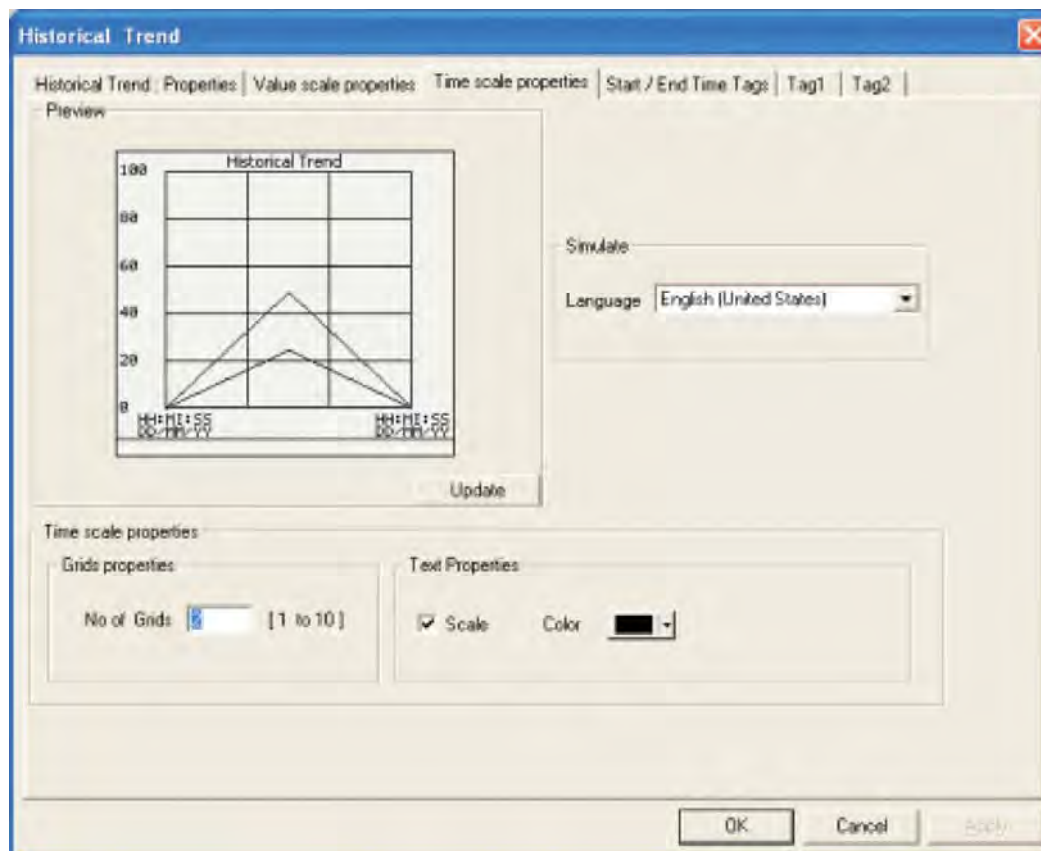 Historical Trend
Historical Trend : Properties
Value scale properties
Time scale properties
Start / End Time Tags
Tag1
Tag2
Preview
Historical Trend
100
80
60
40
20
0
HH:MI:SS
DD/MM/YY
HH:MI:SS
DD/MM/YY
Update
Simulate
Language English (United States)
Time scale properties
Grids properties
No of Grids 2 [ 1 to 10 ]
Text Properties
Scale Color
OK Cancel Apply